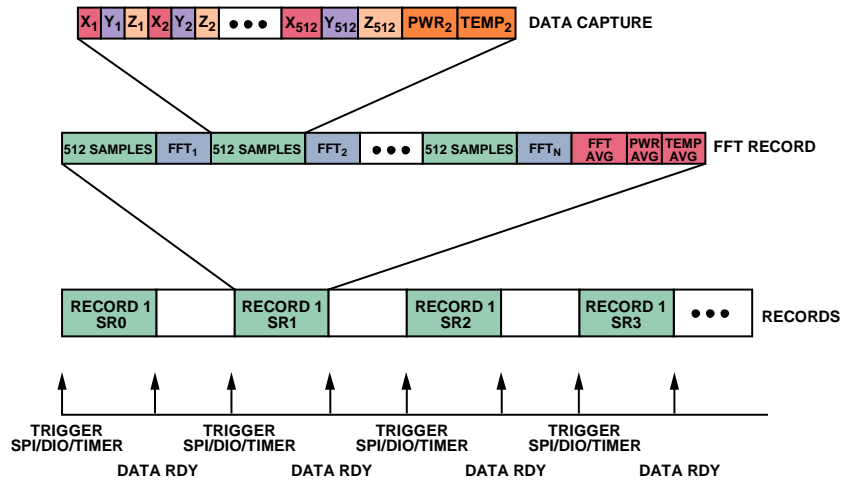 X1 Y1 Z1 X2 Y2 Z2 ••• X512 Y512 Z512 PWR2 TEMP2 DATA CAPTURE
512 SAMPLES FFT1 512 SAMPLES FFT2 ••• 512 SAMPLES FFTN FFT AVG PWR AVG TEMP AVG FFT RECORD
RECORD 1 RECORD 1 RECORD 1 RECORD 1
SR0 SR1 SR2 SR3 ••• RECORDS
TRIGGER TRIGGER TRIGGER TRIGGER
SPI/DIO/TIMER SPI/DIO/TIMER SPI/DIO/TIMER SPI/DIO/TIMER
DATA RDY DATA RDY DATA RDY DATA RDY